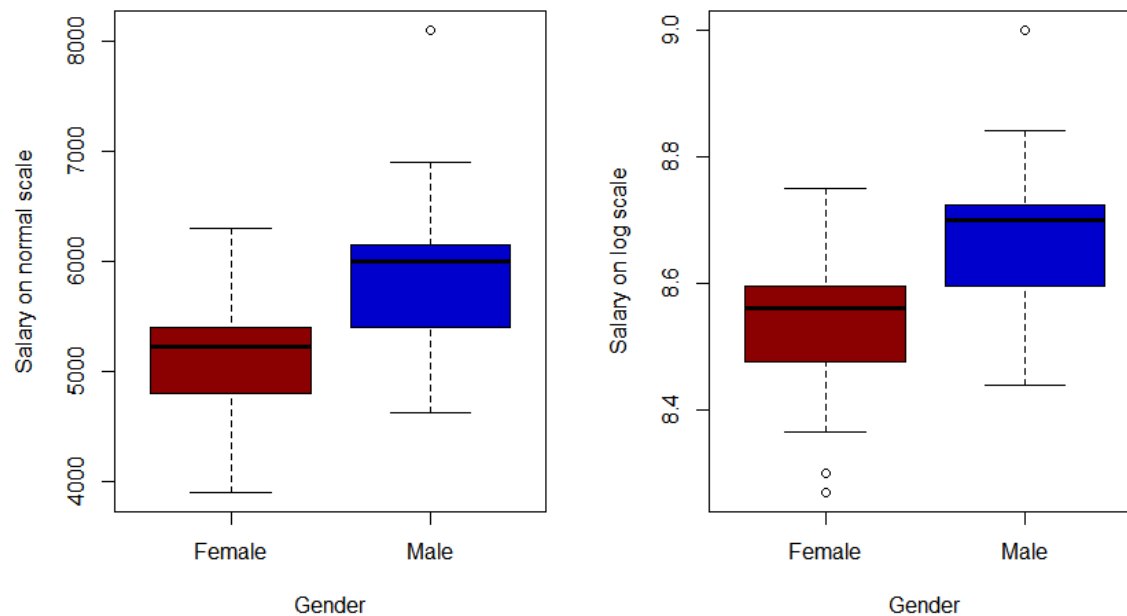 Salary on normal scale
8000
7000
6000
5000
4000
Female Male
Gender
Salary on log scale
9.0
8.8
8.6
8.4
Female Male
Gender